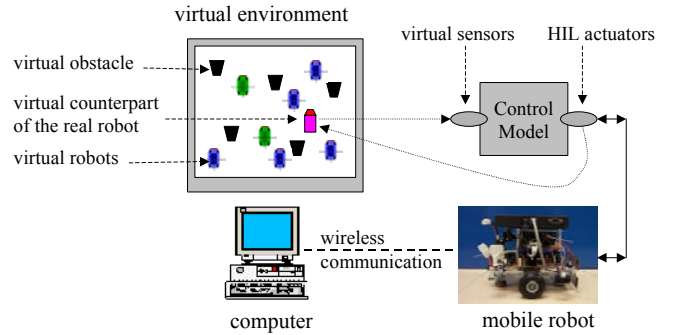 virtual environment
virtual sensors
HIL actuators
virtual obstacle
virtual counterpart
of the real robot
virtual robots
Control
Model
wireless
communication
computer
mobile robot